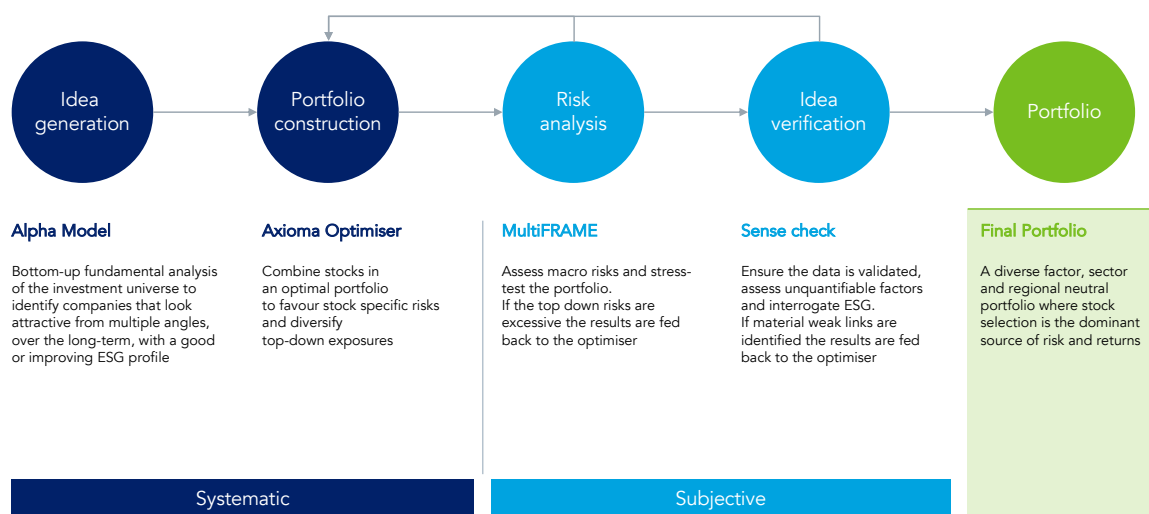 Idea
generation
Portfolio
construction
Risk
analysis
Idea
verification
Portfolio
Alpha Model
Bottom-up fundamental analysis
of the investment universe to
identify companies that look
attractive from multiple angles,
over the long-term, with a good
or improving ESG profile
Axioma Optimiser
Combine stocks in
an optimal portfolio
to favour stock specific risks
and diversify
top-down exposures
MultiFRAME
Assess macro risks and stress-
test the portfolio.
If the top down risks are
excessive the results are fed
back to the optimiser
Sense check
Ensure the data is validated,
assess unquantifiable factors
and interrogate ESG.
If material weak links are
identified the results are fed
back to the optimiser
Final Portfolio
A diverse factor, sector
and regional neutral
portfolio where stock
selection is the dominant
source of risk and returns
Systematic
Subjective